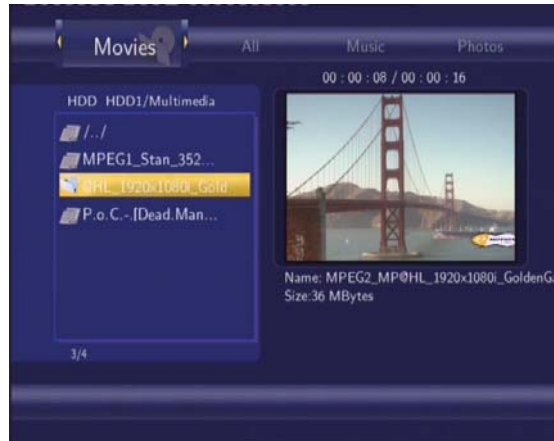 Movies All Music Photos
00 : 00 : 08 / 00 : 00 : 16
HDD HDD1/Multimedia
/../
MPEG1_Stan_352...
@HL_1920x1080i_Gold
P.o.C.-.[Dead.Man...
Name: MPEG2_MP@HL_1920x1080i_GoldenG
Size:36 MBytes
3/4